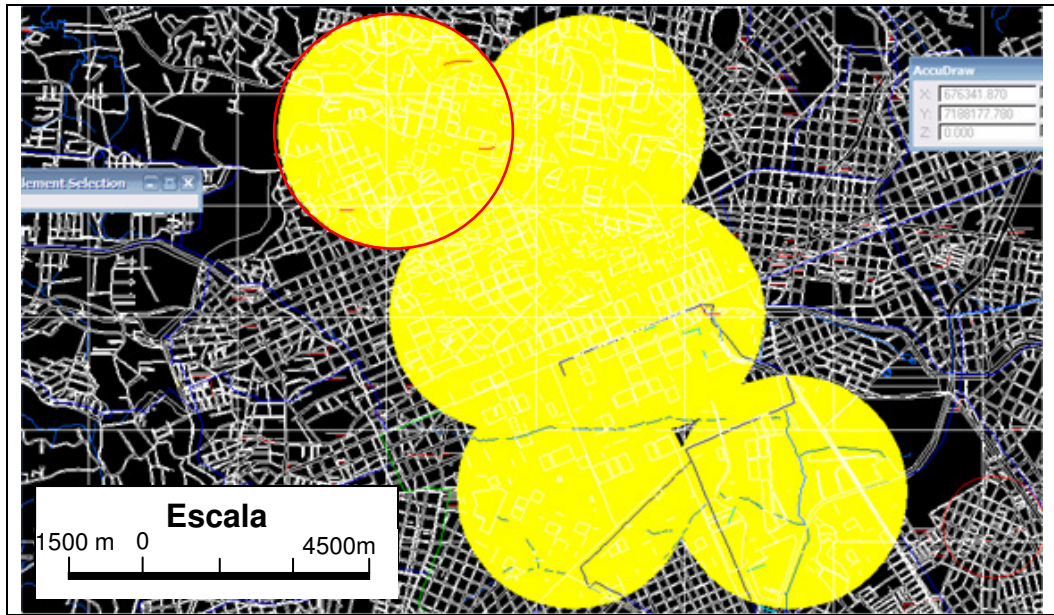 AccuDraw
X: 676341.870
Y: 7188177.780
Z: 0.000
lement Selection
Escala
1500 m 0 4500m